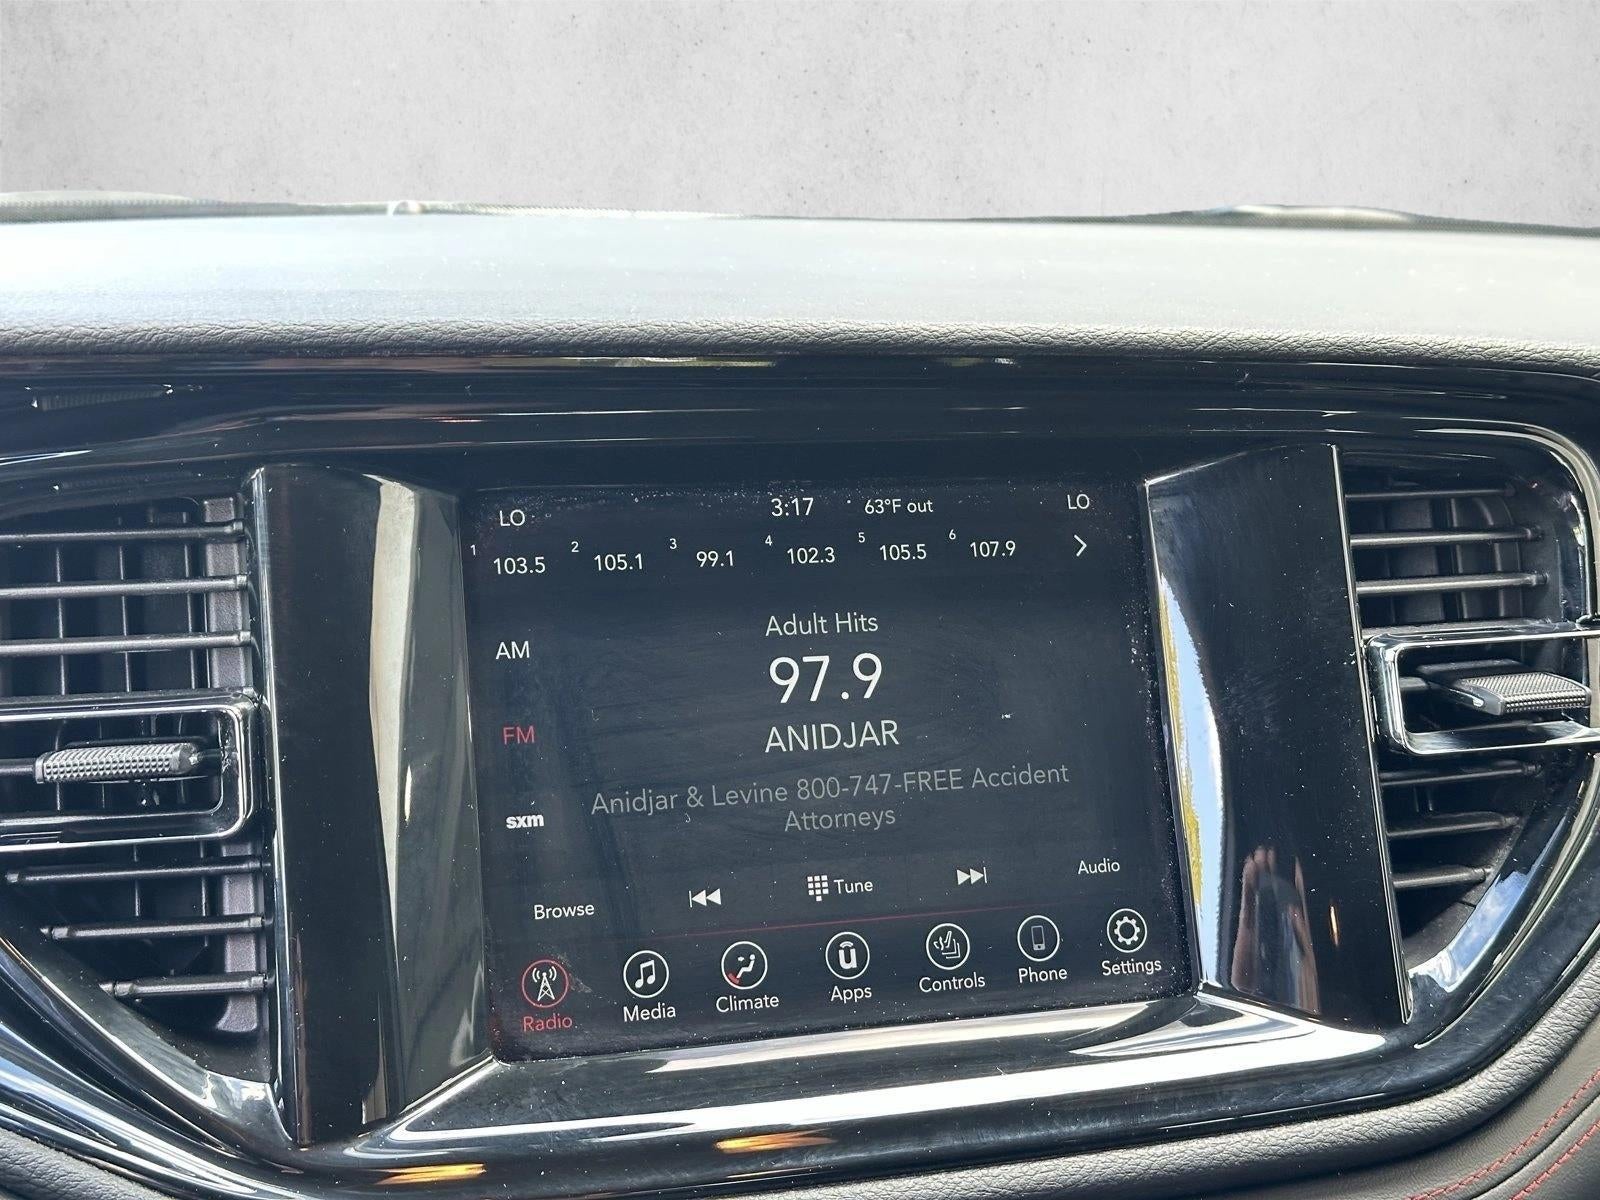 LO 3:17 63°F out LO
1 103.5 2 105.1 3 99.1 4 102.3 5 105.5 6 107.9
Adult Hits
AM
97.9
FM
ANIDJAR
Anidjar & Levine 800-747-FREE Accident
Attorneys
sxm
Browse Tune Audio
Radio Media Climate Apps Controls Phone Settings